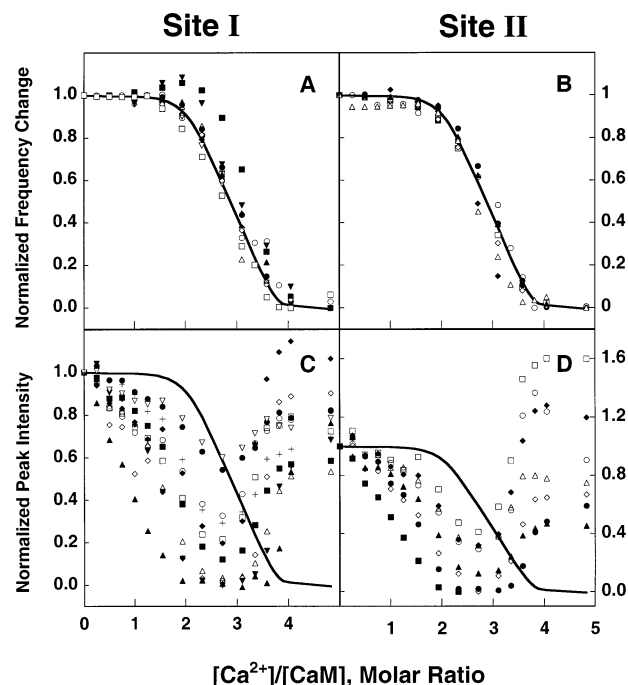 Site I
Site II
Normalized Frequency Change
1.0
0.8
0.6
0.4
0.2
0.0
A
B
1
0.8
0.6
0.4
0.2
0.0
Normalized Peak Intensity
1.0
0.8
0.6
0.4
0.2
0.0
C
D
1.6
1.2
0.8
0.4
0.0
0 1 2 3 4 1 2 3 4 5
[Ca2+]/[CaM], Molar Ratio